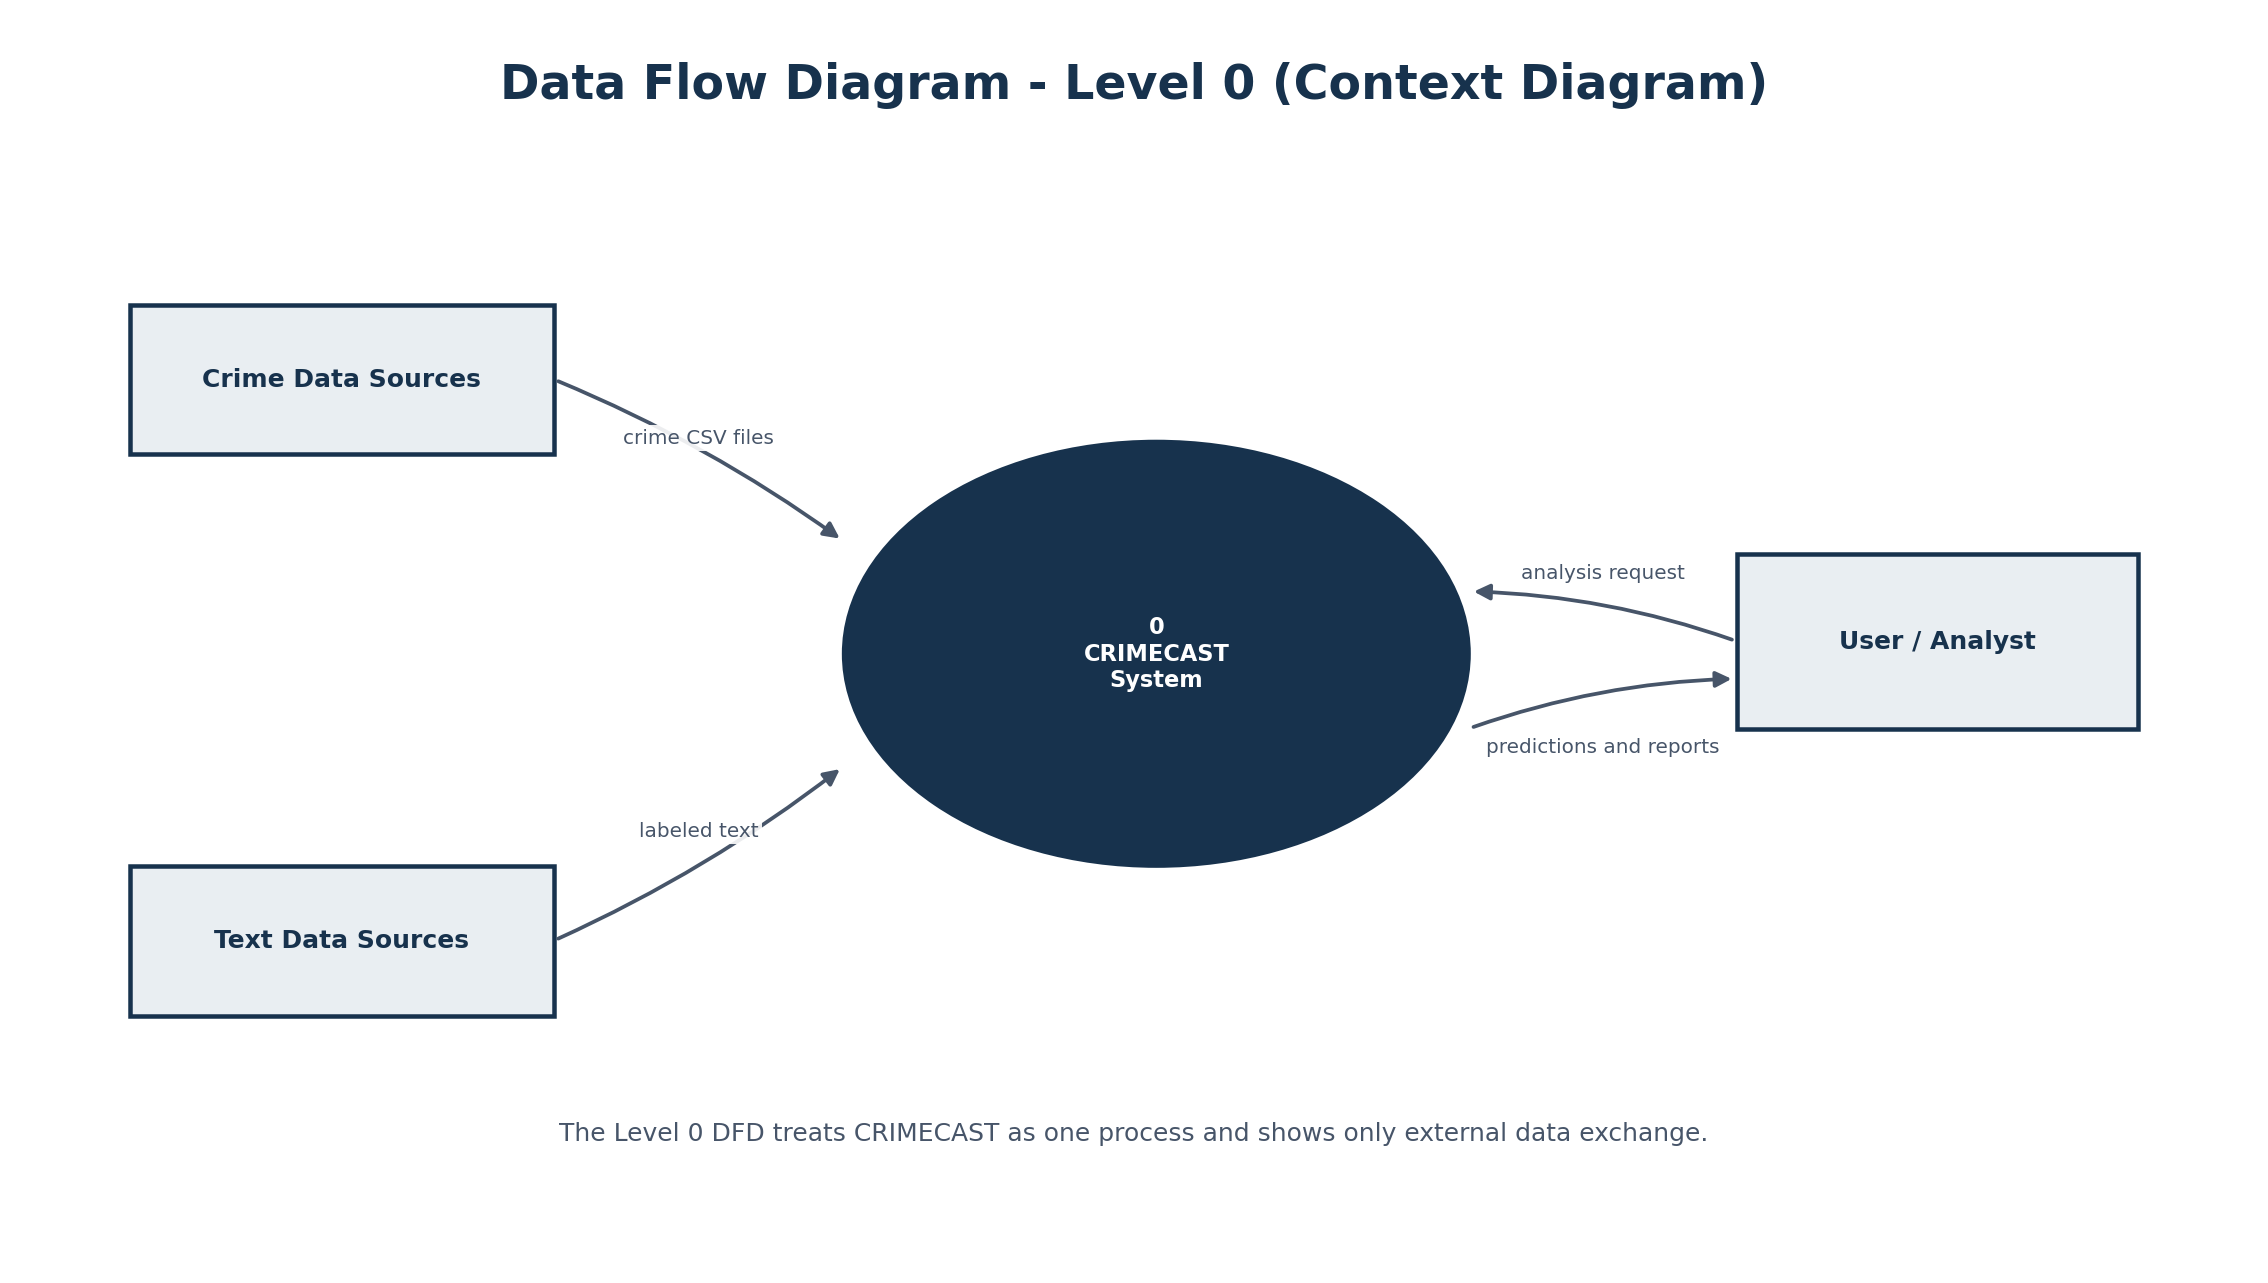 Data Flow Diagram - Level 0 (Context Diagram)
Crime Data Sources
crime CSV files
analysis request
0
CRIMECAST
System
User / Analyst
predictions and reports
labeled text
Text Data Sources
The Level 0 DFD treats CRIMECAST as one process and shows only external data exchange.